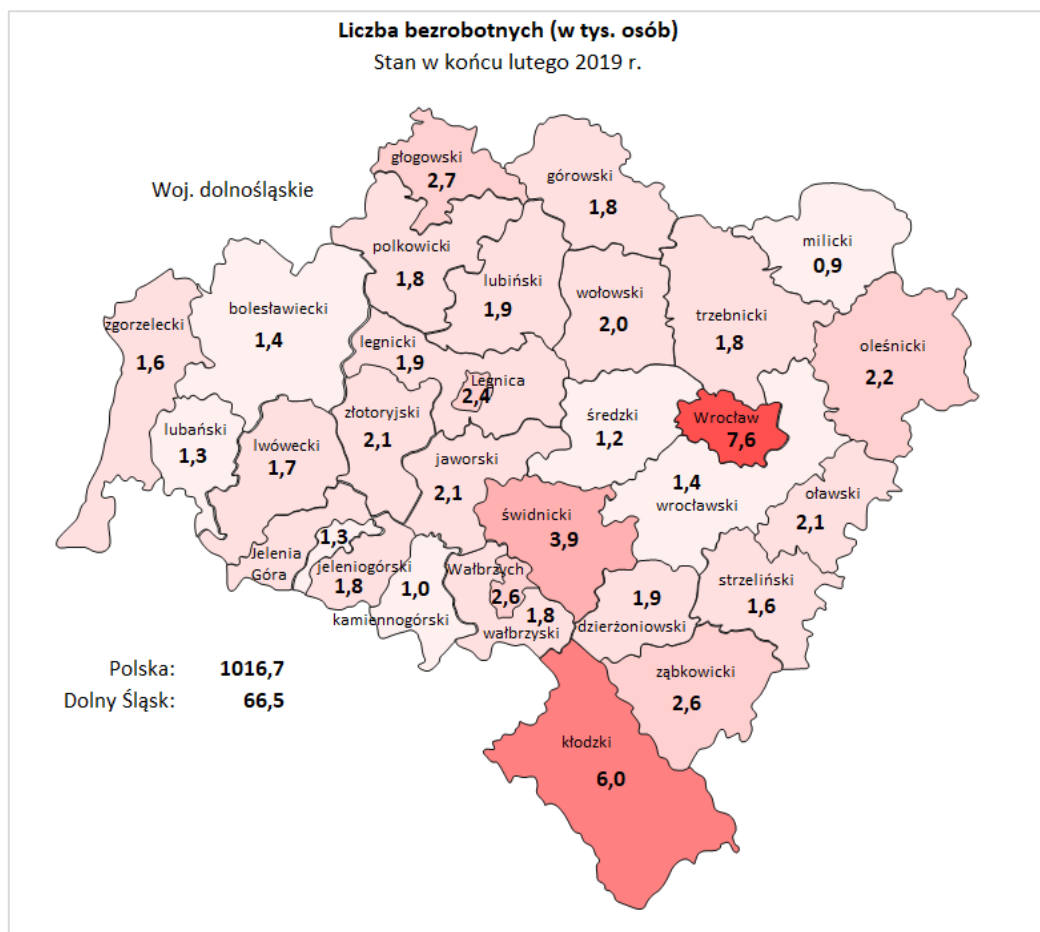 Liczba bezrobotnych (w tys. osób)
Stan w końcu lutego 2019 r.
Woj. dolnośląskie
głogowski
2,7
górowski
1,8
milicki
0,9
polkowicki
1,8
lubiński
1,9
wołowski
2,0
trzebnicki
1,8
oleśnicki
2,2
zgorzelecki
1,6
bolesławiecki
1,4
legnicki
1,9
Legnica
2,4
lubański
1,3
lwówecki
1,7
złotoryjski
2,1
jaworski
2,1
średzki
1,2
Wrocław
7,6
1,4
wrocławski
oławski
2,1
świdnicki
3,9
Jelenia
Góra
1,3
jeleniogórski
1,8
1,0
kamiennogórski
Wałbrzych
2,6
1,8
wałbrzyski
1,9
dzierżoniowski
strzeliński
1,6
ząbkowicki
2,6
kłodzki
6,0
Polska: 1016,7
Dolny Śląsk: 66,5